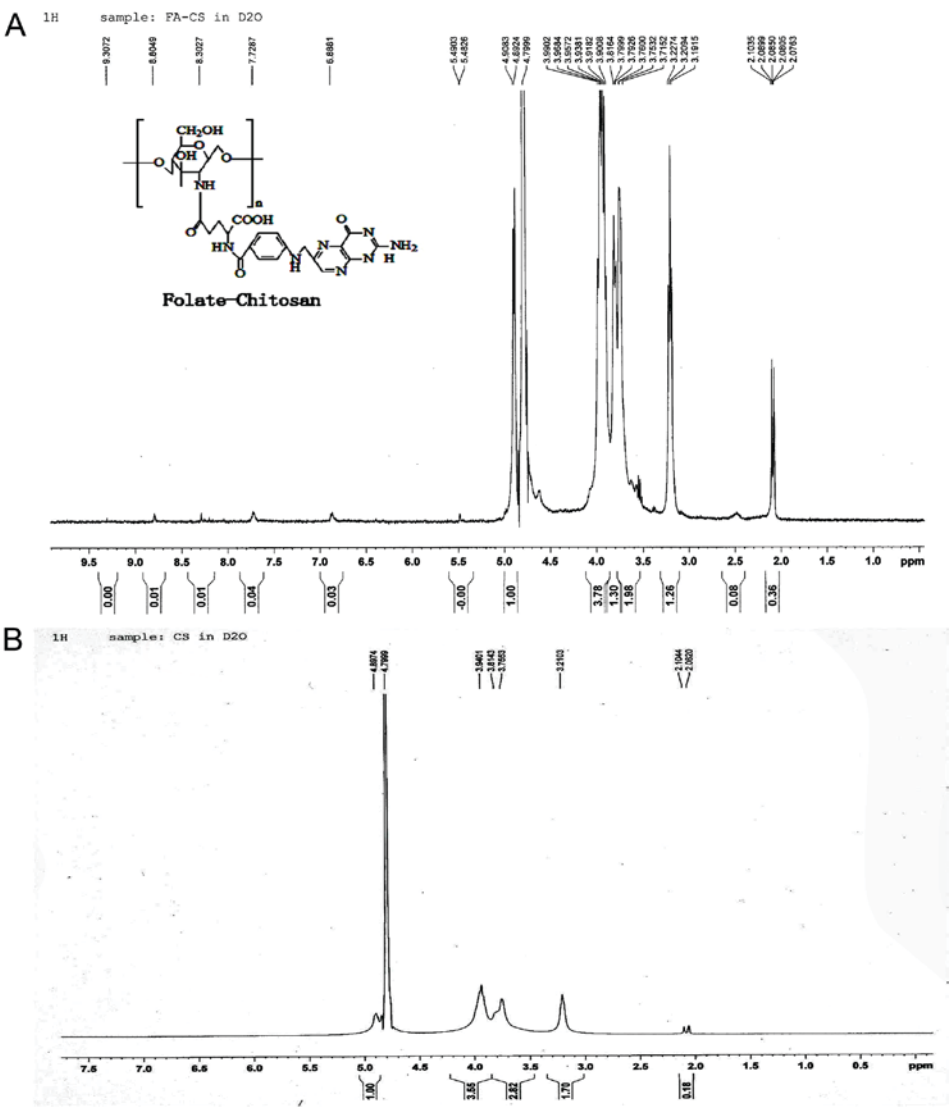 A
1H sample: FA-CS in D2O
9.3072 8.8049 8.3027 7.7287 6.8881 5.4903 5.4826 4.9083 4.8924 4.7999 3.9902 3.9684 3.9572 3.9381 3.9182 3.9068 3.8164 3.7999 3.7926 3.7600 3.7532 3.7152 3.2274 3.2094 3.1915 2.1035 2.0899 2.0850 2.0805 2.0763
CH2OH
O
OH
O O
NH
n
O COOH
HN
O
N
H
N
N
O
N
N
NH2
H
Folate-Chitosan
9.5 9.0 8.5 8.0 7.5 7.0 6.5 6.0 5.5 5.0 4.5 4.0 3.5 3.0 2.5 2.0 1.5 1.0 ppm
0.00 0.01 0.01 0.04 0.03 -0.00 1.00 3.78 1.30 1.98 1.26 0.08 0.36
B
1H sample: CS in D2O
4.8974 4.7999 3.9401 3.8143 3.7553 3.2103 2.1044 2.0620
7.5 7.0 6.5 6.0 5.5 5.0 4.5 4.0 3.5 3.0 2.5 2.0 1.5 1.0 0.5 ppm
1.00 3.55 2.82 1.70 0.18